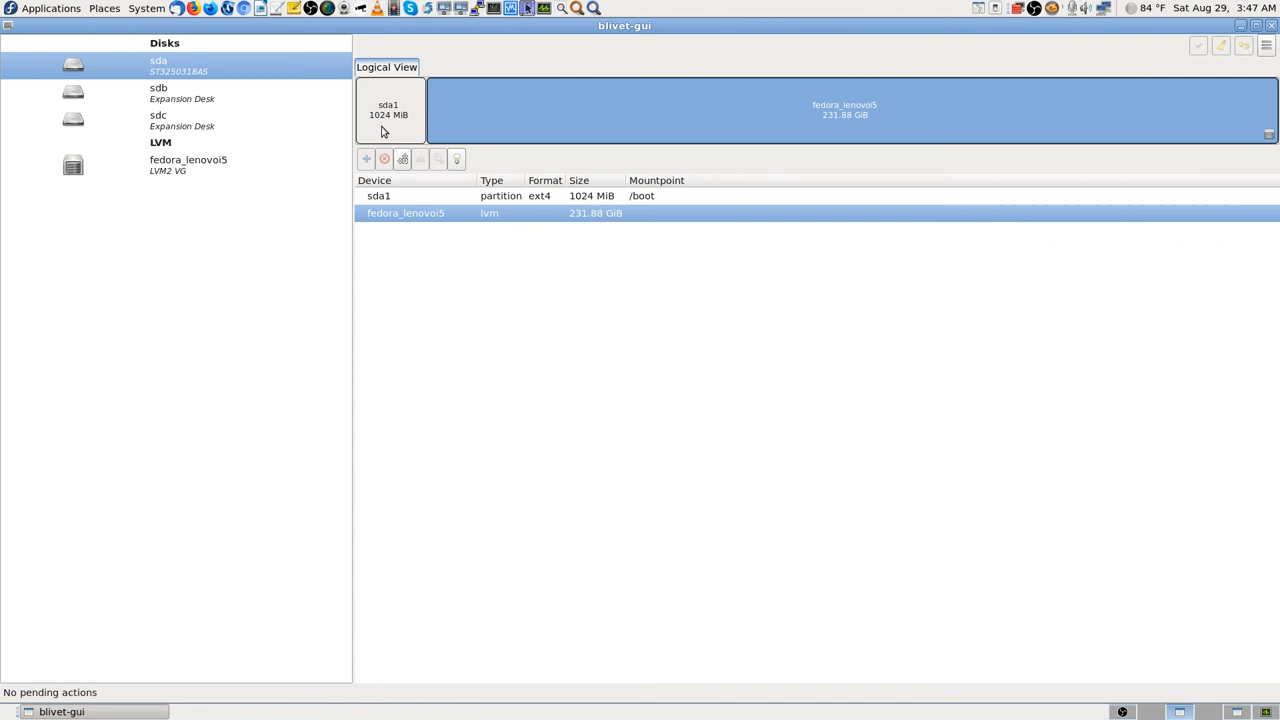 Applications Places System 84 °F Sat Aug 29, 3:47 AM
blivet-gui
Disks
sda
ST3250318AS
sdb
Expansion Desk
sdc
Expansion Desk
LVM
fedora_lenovoi5
LVM2 VG
Logical View
sda1
1024 MiB
fedora_lenovoi5
231.88 GiB
Device Type Format Size Mountpoint
sda1 partition ext4 1024 MiB /boot
fedora_lenovoi5 lvm 231.88 GiB
No pending actions
blivet-gui